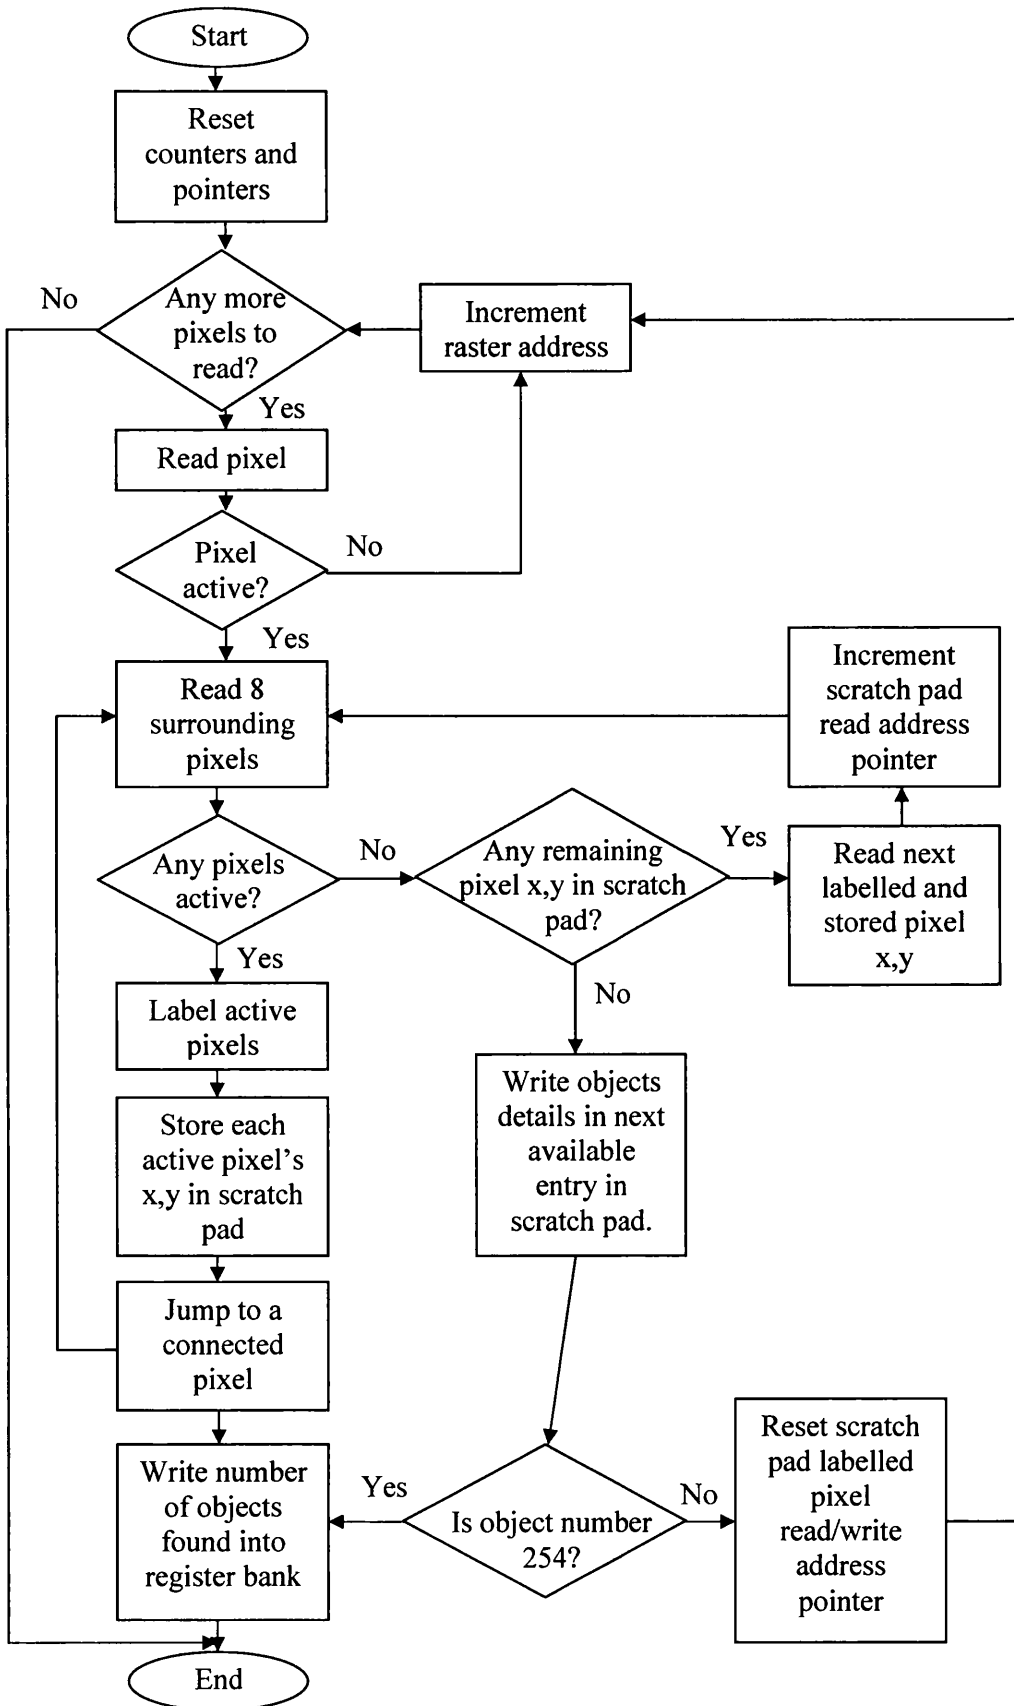 Start
Reset
counters and
pointers
No
Any more
pixels to
read?
Increment
raster address
Yes
Read pixel
Pixel
active?
No
Yes
Read 8
surrounding
pixels
Increment
scratch pad
read address
pointer
Any pixels
active?
No
Any remaining
pixel x,y in scratch
pad?
Yes
Read next
labelled and
stored pixel
x,y
Yes
No
Label active
pixels
Store each
active pixel's
x,y in scratch
pad
Write objects
details in next
available
entry in
scratch pad.
Jump to a
connected
pixel
Write number
of objects
found into
register bank
Yes
Is object number
254?
No
Reset scratch
pad labelled
pixel
read/write
address
pointer
End